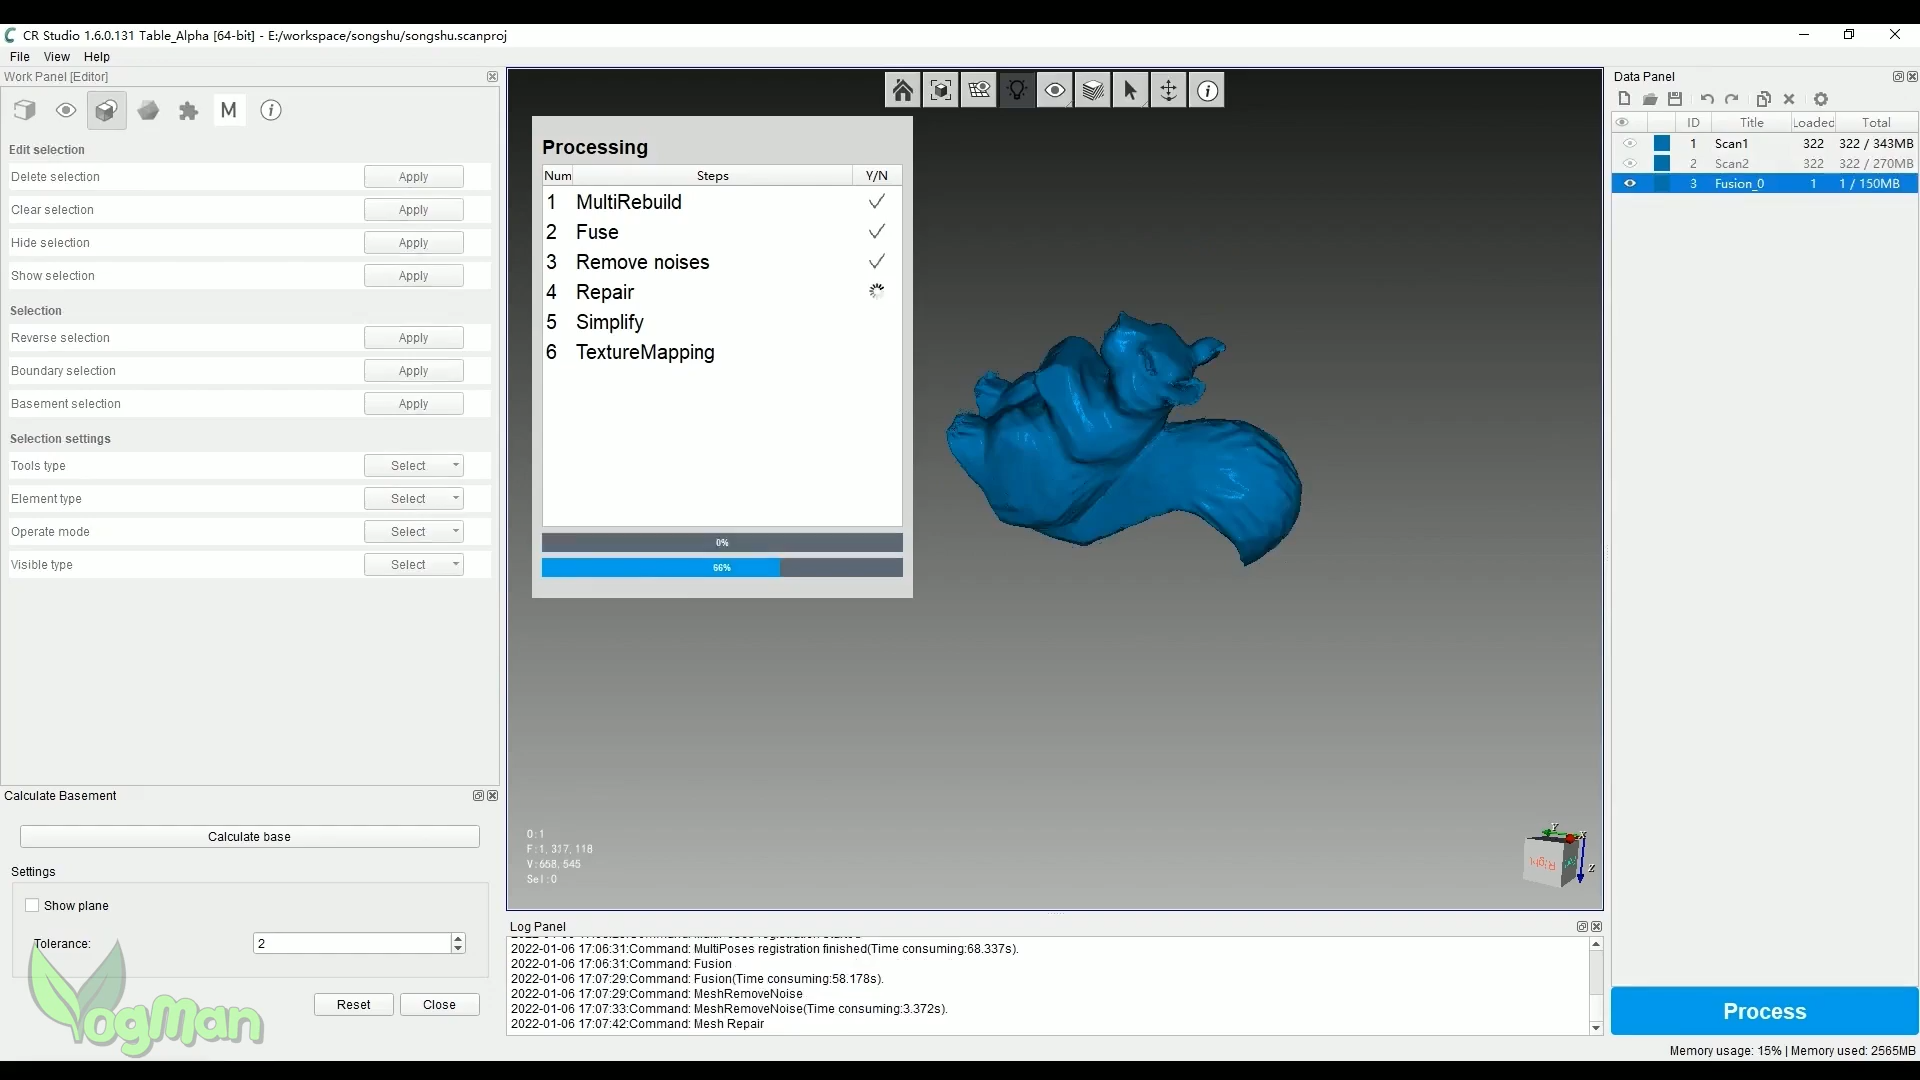 CR Studio 1.6.0.131 Table_Alpha [64-bit] - E:/workspace/songshu/songshu.scanproj
File View Help
Work Panel [Editor]
M
Edit selection
Delete selection Apply
Clear selection Apply
Hide selection Apply
Show selection Apply
Selection
Reverse selection Apply
Boundary selection Apply
Basement selection Apply
Selection settings
Tools type Select
Element type Select
Operate mode Select
Visible type Select
Calculate Basement
Calculate base
Settings
Show plane
Tolerance: 2
Reset Close
VogMan
Processing
Num Steps Y/N
1 MultiRebuild
2 Fuse
3 Remove noises
4 Repair
5 Simplify
6 TextureMapping
0%
66%
O:1
F:1,317,118
V:658,545
Sel:0
Right
Y
X
Z
Log Panel
2022-01-06 17:06:31:Command: MultiPoses registration finished(Time consuming:68.337s).
2022-01-06 17:06:31:Command: Fusion
2022-01-06 17:07:29:Command: Fusion(Time consuming:58.178s).
2022-01-06 17:07:29:Command: MeshRemoveNoise
2022-01-06 17:07:33:Command: MeshRemoveNoise(Time consuming:3.372s).
2022-01-06 17:07:42:Command: Mesh Repair
Data Panel
ID Title Loaded Total
1 Scan1 322 322 / 343MB
2 Scan2 322 322 / 270MB
3 Fusion_0 1 1 / 150MB
Process
Memory usage: 15% | Memory used: 2565MB